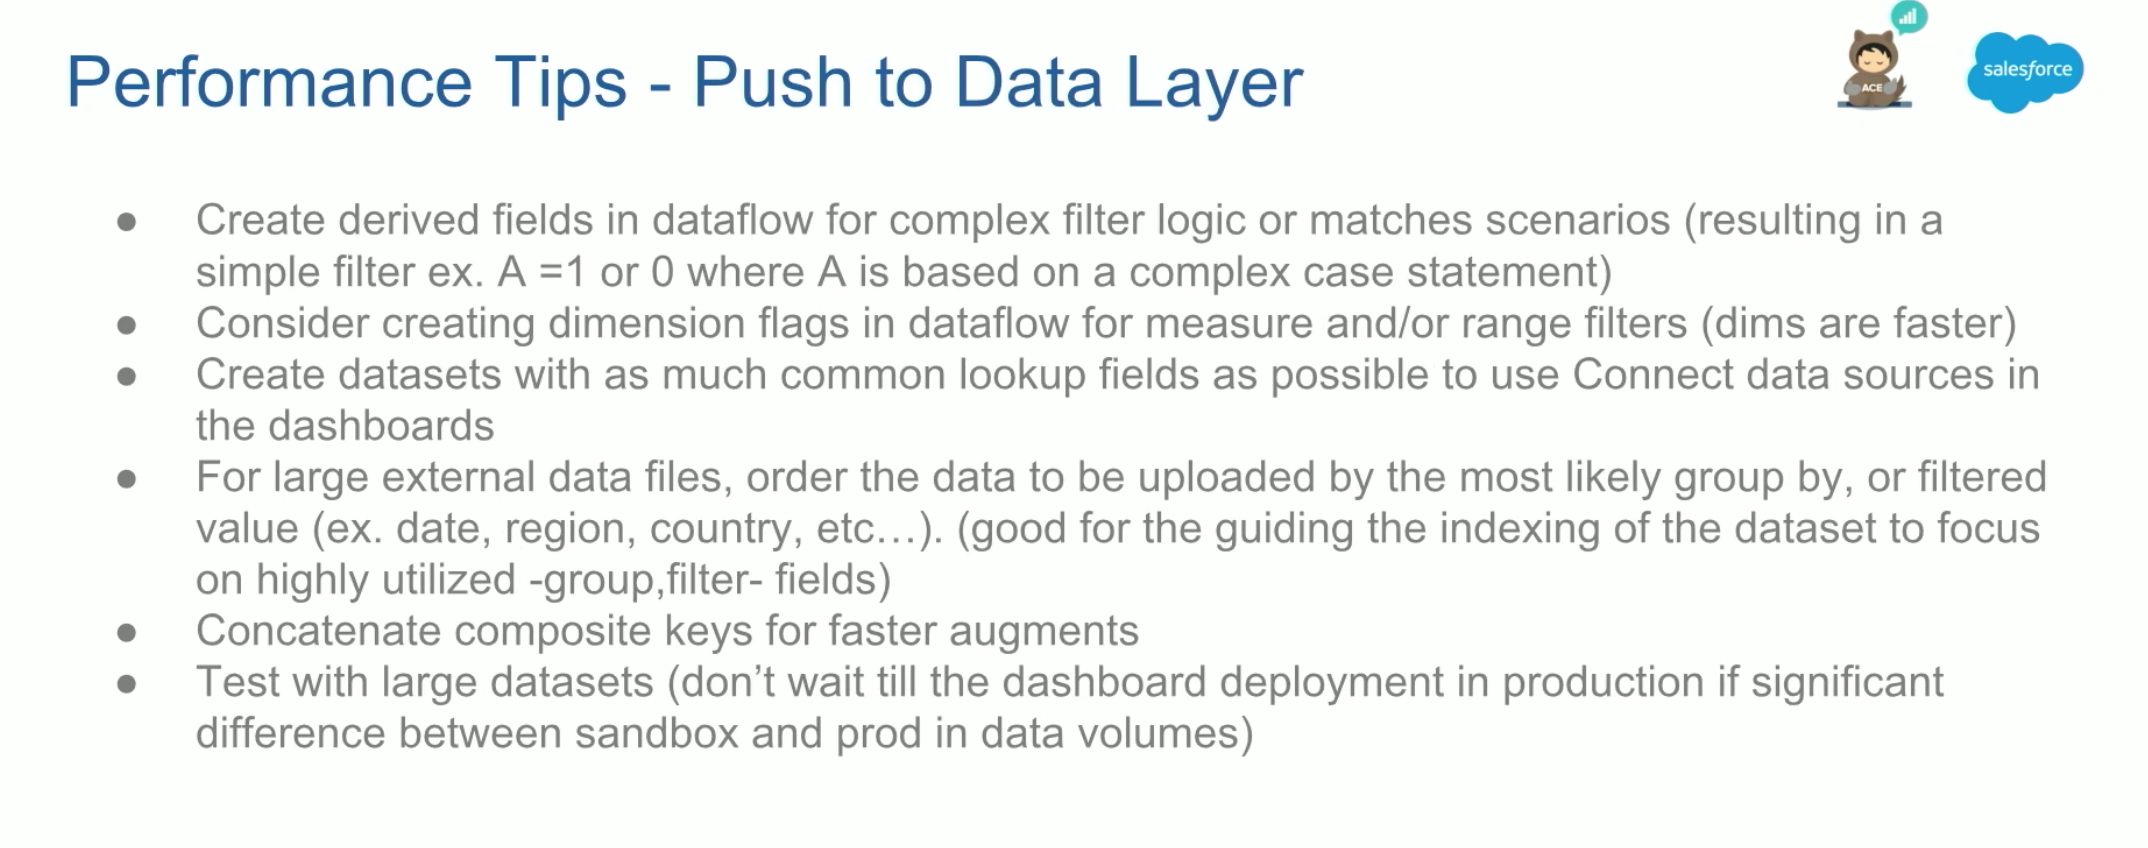 Performance Tips - Push to Data Layer
ACE
salesforce
● Create derived fields in dataflow for complex filter logic or matches scenarios (resulting in a
simple filter ex. A =1 or 0 where A is based on a complex case statement)
● Consider creating dimension flags in dataflow for measure and/or range filters (dims are faster)
● Create datasets with as much common lookup fields as possible to use Connect data sources in
the dashboards
● For large external data files, order the data to be uploaded by the most likely group by, or filtered
value (ex. date, region, country, etc...). (good for the guiding the indexing of the dataset to focus
on highly utilized -group,filter- fields)
● Concatenate composite keys for faster augments
● Test with large datasets (don’t wait till the dashboard deployment in production if significant
difference between sandbox and prod in data volumes)